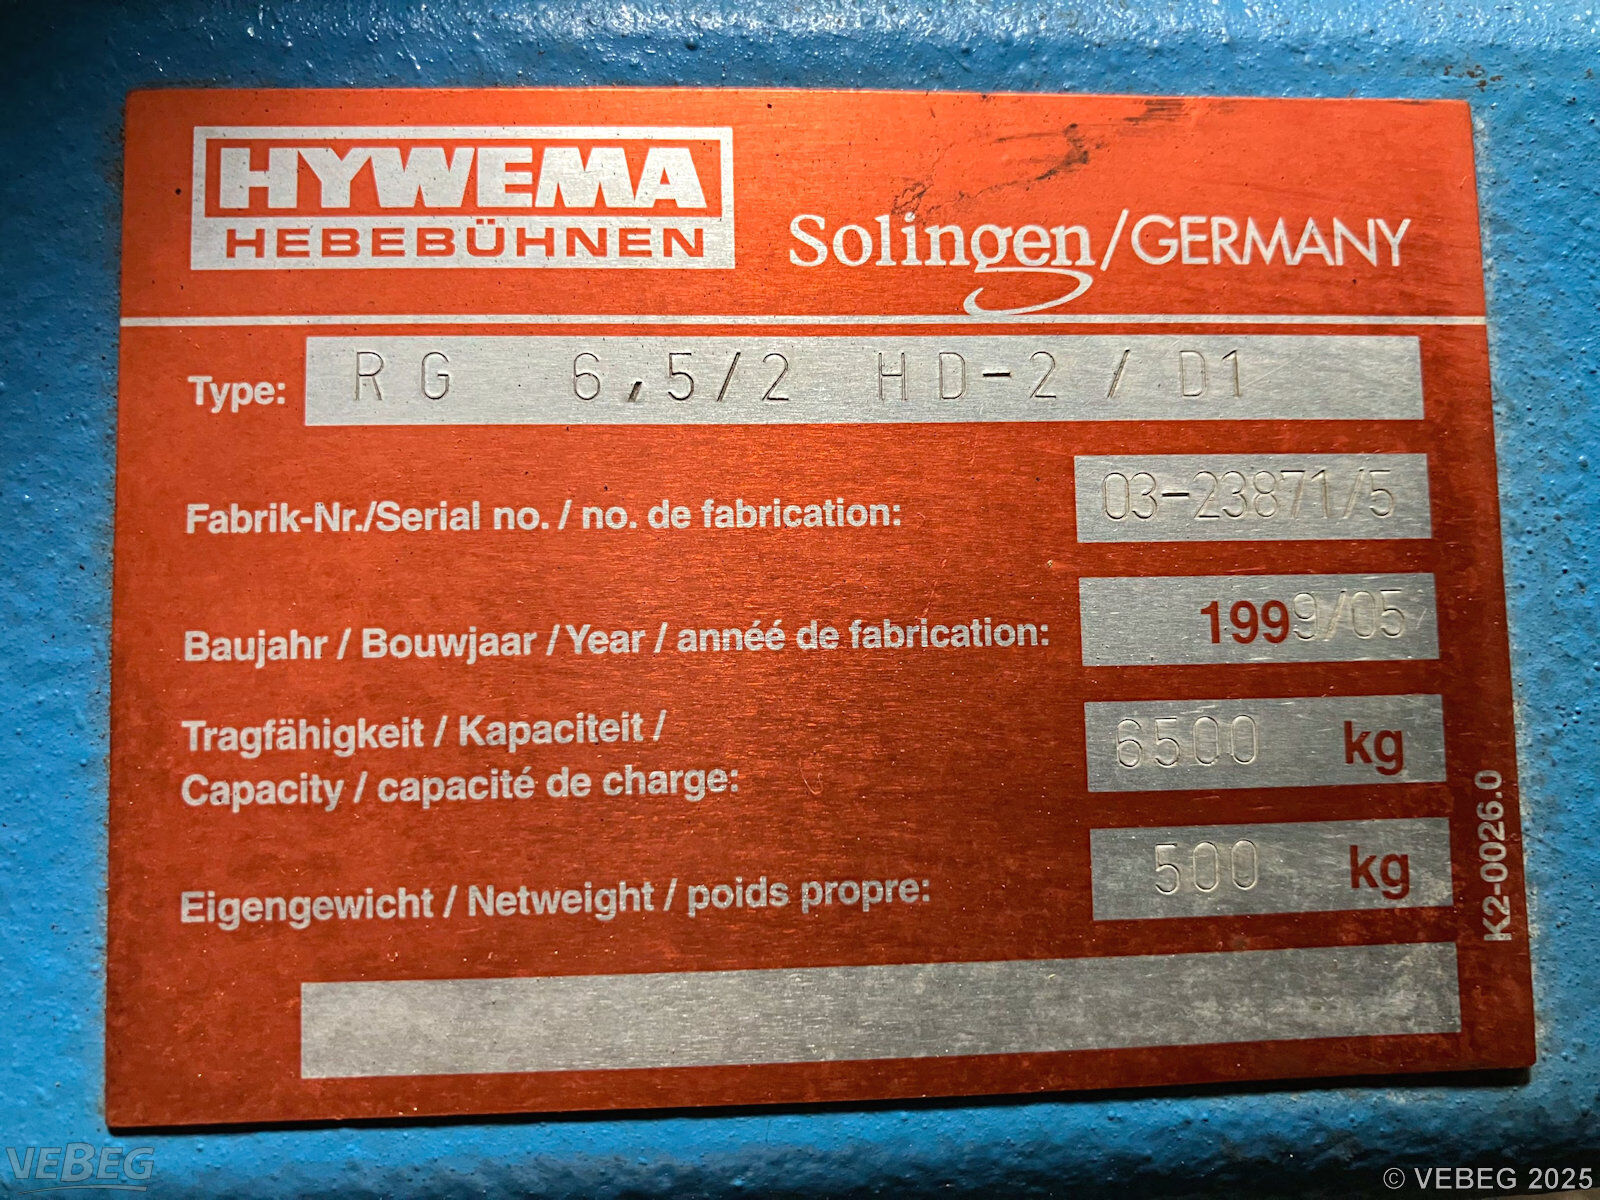 HYWEMA
HEBEBÜHNEN
Solingen/GERMANY
Type: RG 6,5/2 HD-2 / D1
Fabrik-Nr./Serial no. / no. de fabrication: 03-23871/5
Baujahr / Bouwjaar / Year / annéé de fabrication: 1999/05
Tragfähigkeit / Kapaciteit /
Capacity / capacité de charge: 6500 kg
Eigengewicht / Netweight / poids propre: 500 kg
K2-0026.0
VEBEG
© VEBEG 2025